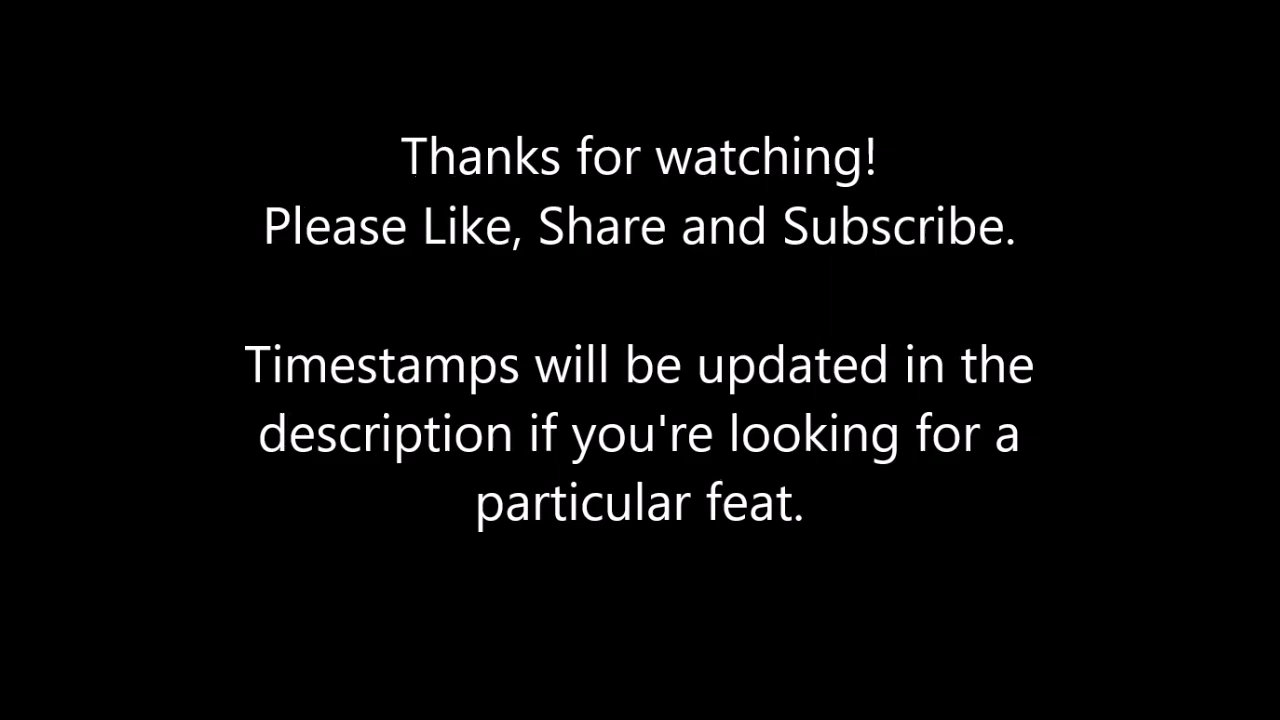 Thanks for watching!
Please Like, Share and Subscribe.
Timestamps will be updated in the
description if you're looking for a
particular feat.